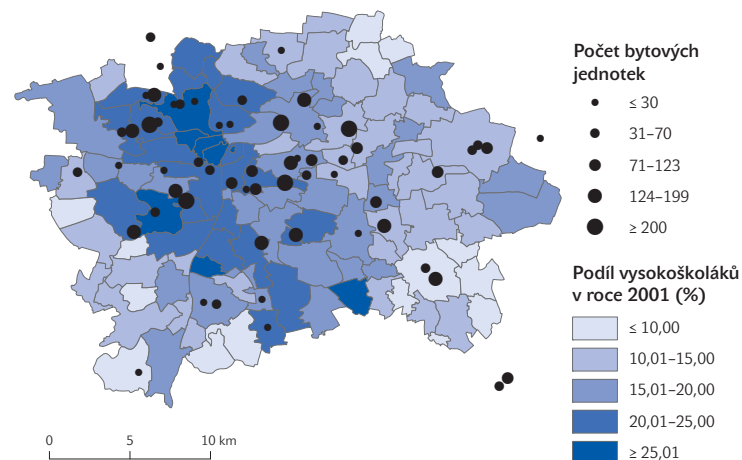 Počet bytových
jednotek
≤ 30
31–70
71–123
124–199
≥ 200
Podíl vysokoškoláků
v roce 2001 (%)
≤ 10,00
10,01–15,00
15,01–20,00
20,01–25,00
≥ 25,01
0 5 10 km